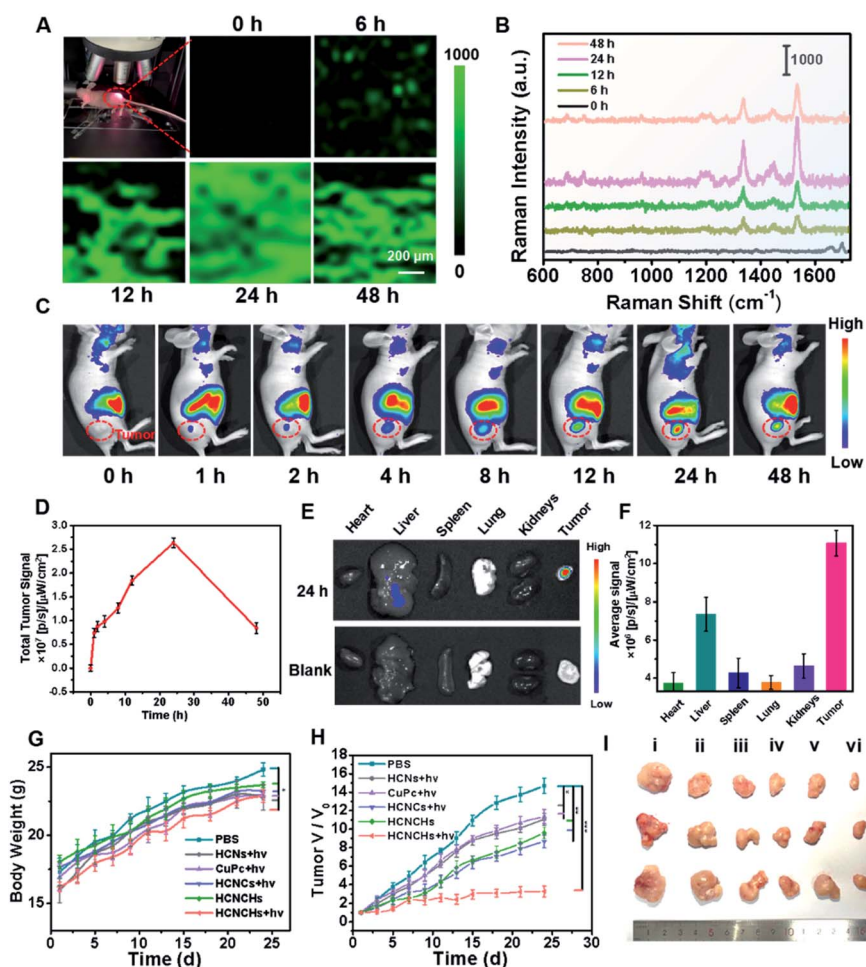 A
0 h
6 h
1000
0
200 µm
12 h
24 h
48 h
B
Raman Intensity (a.u.)
48 h
24 h
12 h
6 h
0 h
1000
600
800
1000
1200
1400
1600
Raman Shift (cm⁻¹)
C
Tumor
High
Low
0 h
1 h
2 h
4 h
8 h
12 h
24 h
48 h
D
Total Tumor Signal
×10⁷ [p/s]/[µW/cm²]
3.0
2.5
2.0
1.5
1.0
0.5
0.0
-0.5
0
10
20
30
40
50
Time (h)
E
Heart
Liver
Spleen
Lung
Kidneys
Tumor
24 h
Blank
High
Low
F
Average signal
×10⁶ [p/s]/[µW/cm²]
12
10
8
6
4
Heart
Liver
Spleen
Lung
Kidneys
Tumor
G
Body Weight (g)
25
23
20
18
15
PBS
HCNs+hv
CuPc+hv
HCNCs+hv
HCNCHs
HCNCHs+hv
*
0
5
10
15
20
25
Time (d)
H
Tumor V / V₀
18
16
14
12
10
8
6
4
2
0
PBS
HCNs+hv
CuPc+hv
HCNCs+hv
HCNCHs
HCNCHs+hv
*
**
***
0
5
10
15
20
25
30
Time (d)
I
i
ii
iii
iv
v
vi